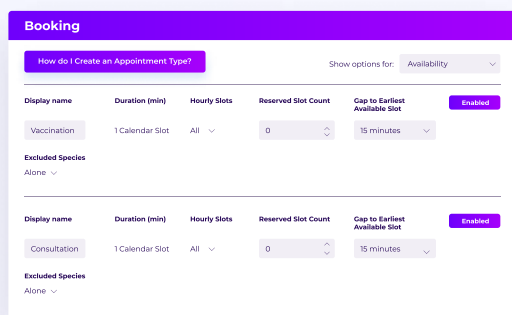 Booking
How do I Create an Appointment Type?
Show options for: Availability
Display name Duration (min) Hourly Slots Reserved Slot Count Gap to Earliest Available Slot Enabled
Vaccination 1 Calendar Slot All 0 15 minutes
Excluded Species
Alone
Display name Duration (min) Hourly Slots Reserved Slot Count Gap to Earliest Available Slot Enabled
Consultation 1 Calendar Slot All 0 15 minutes
Excluded Species
Alone